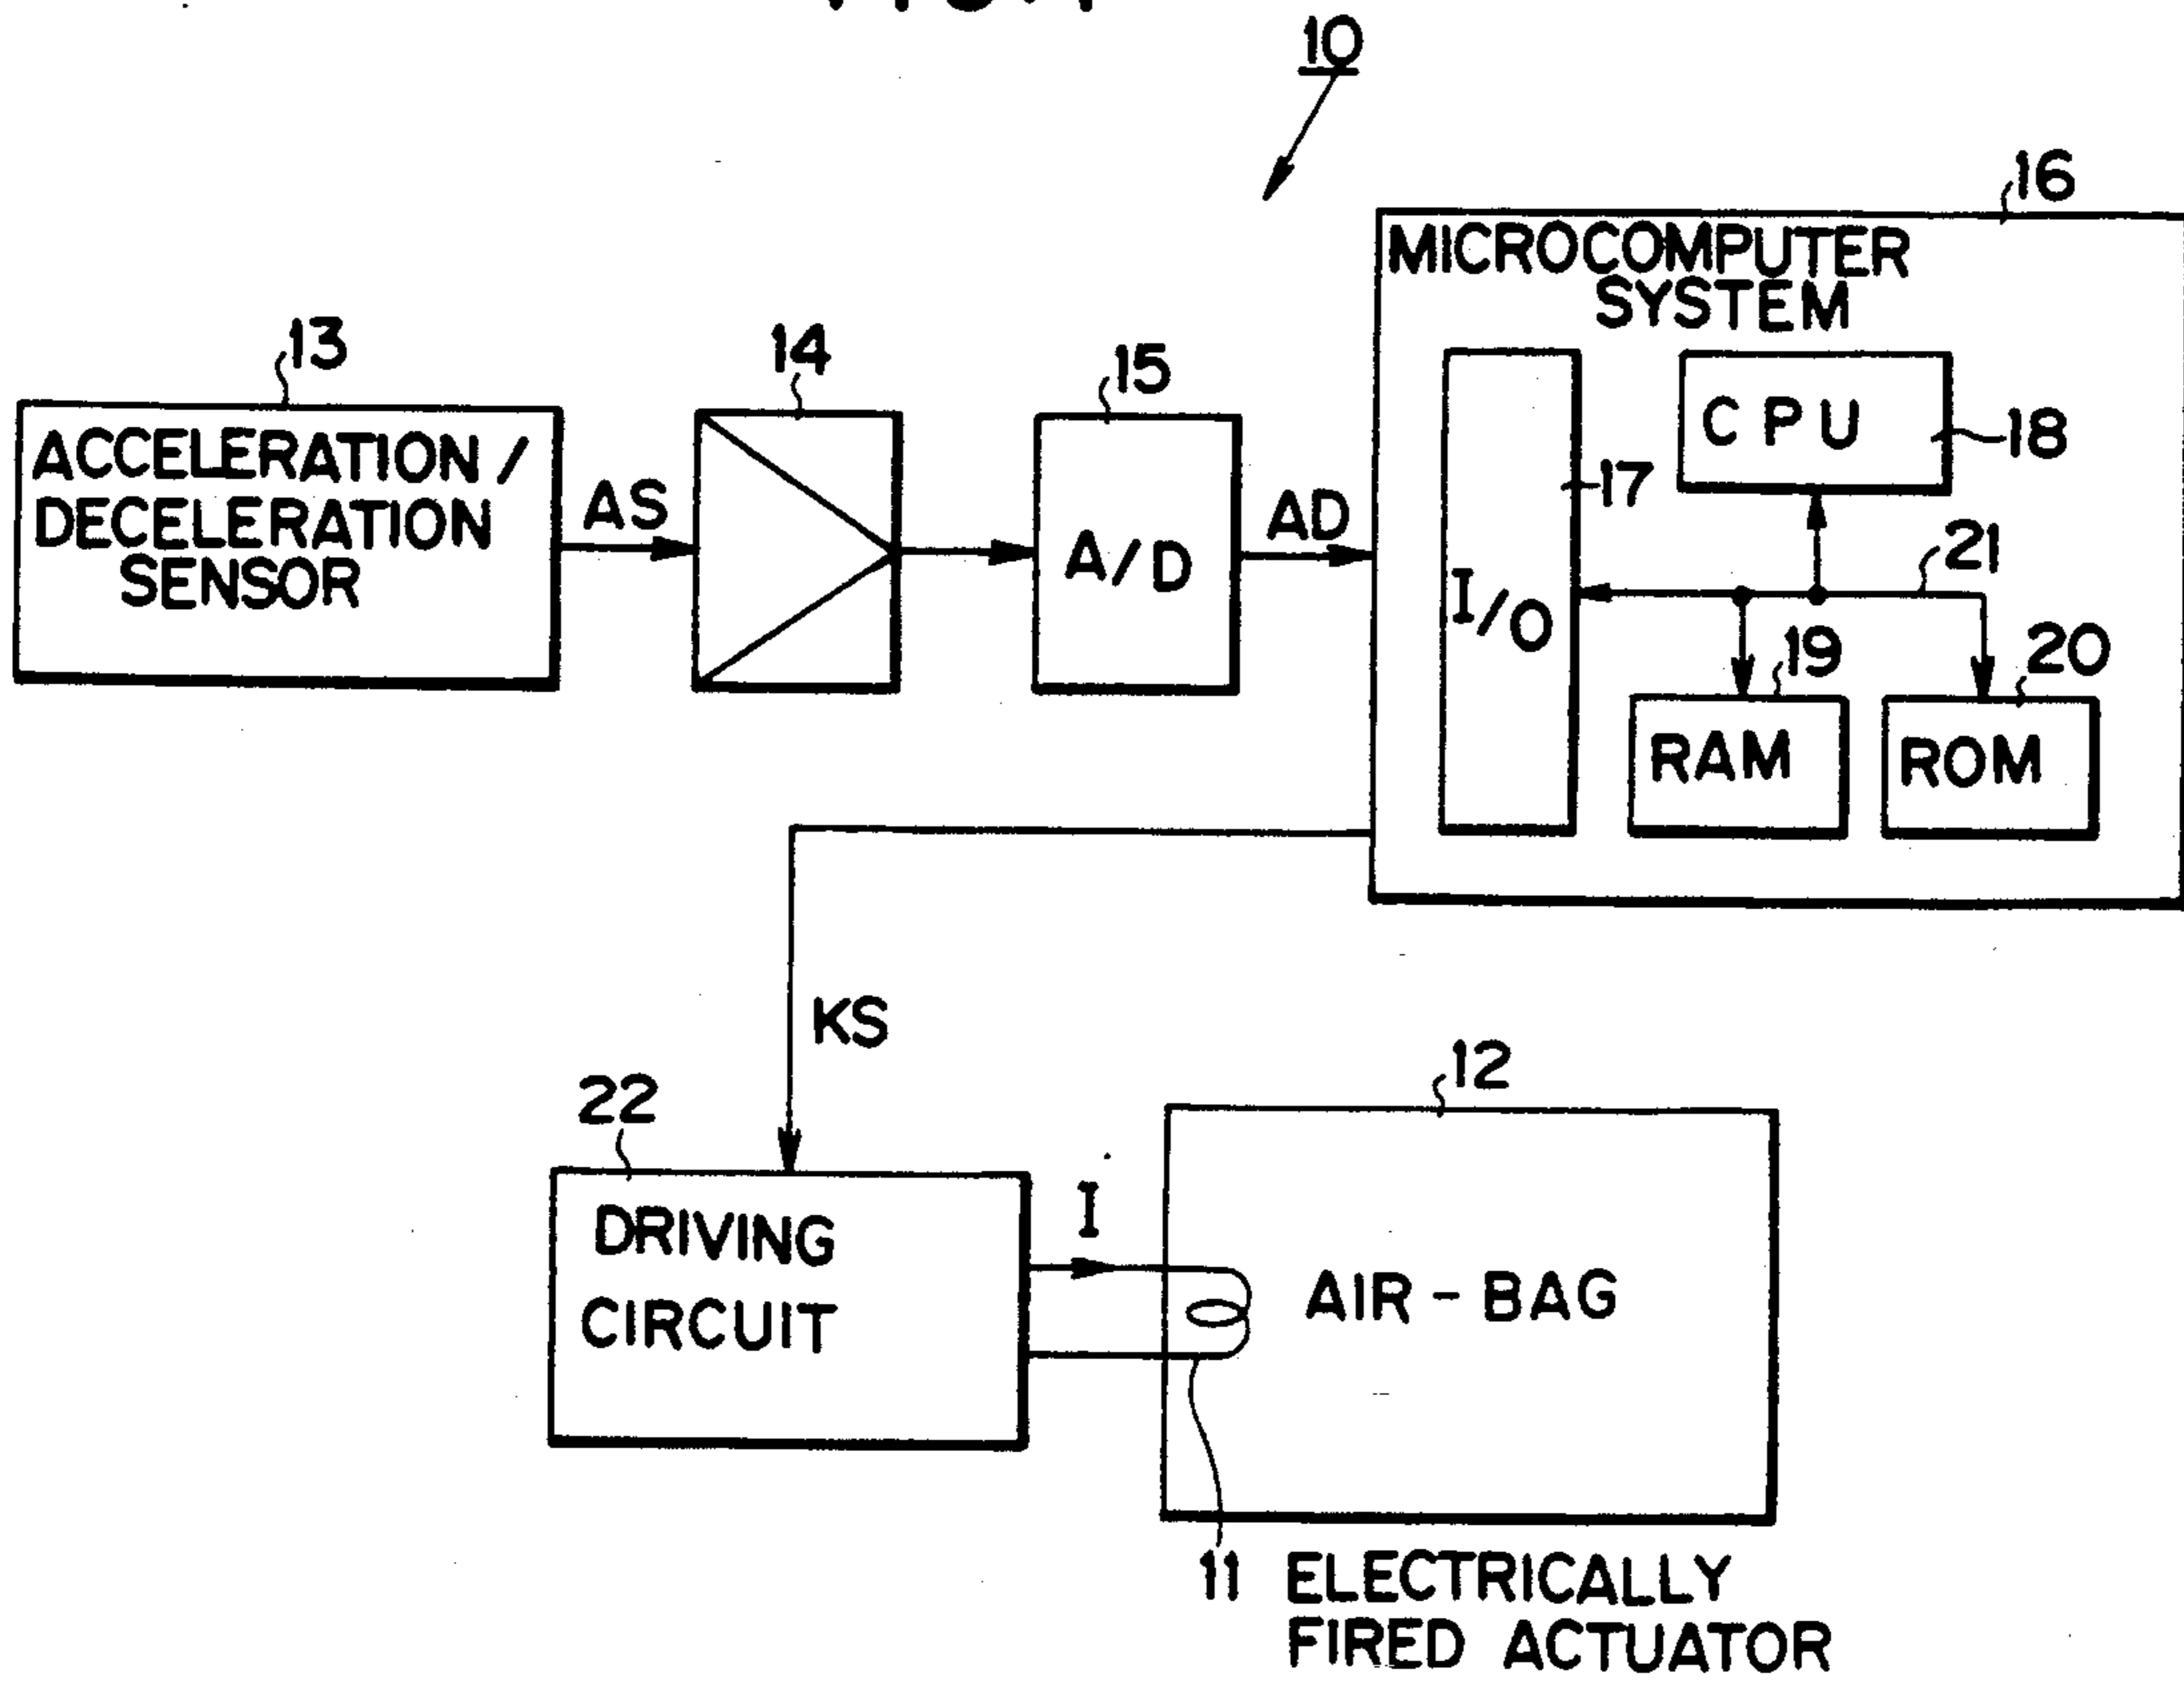 10
16
MICROCOMPUTER
SYSTEM
13
14
15
ACCELERATION /
DECELERATION
SENSOR
AS
A/D
AD
I/O
17
CPU
18
21
19
20
RAM
ROM
KS
22
12
DRIVING
CIRCUIT
I
AIR-BAG
11 ELECTRICALLY
FIRED ACTUATOR